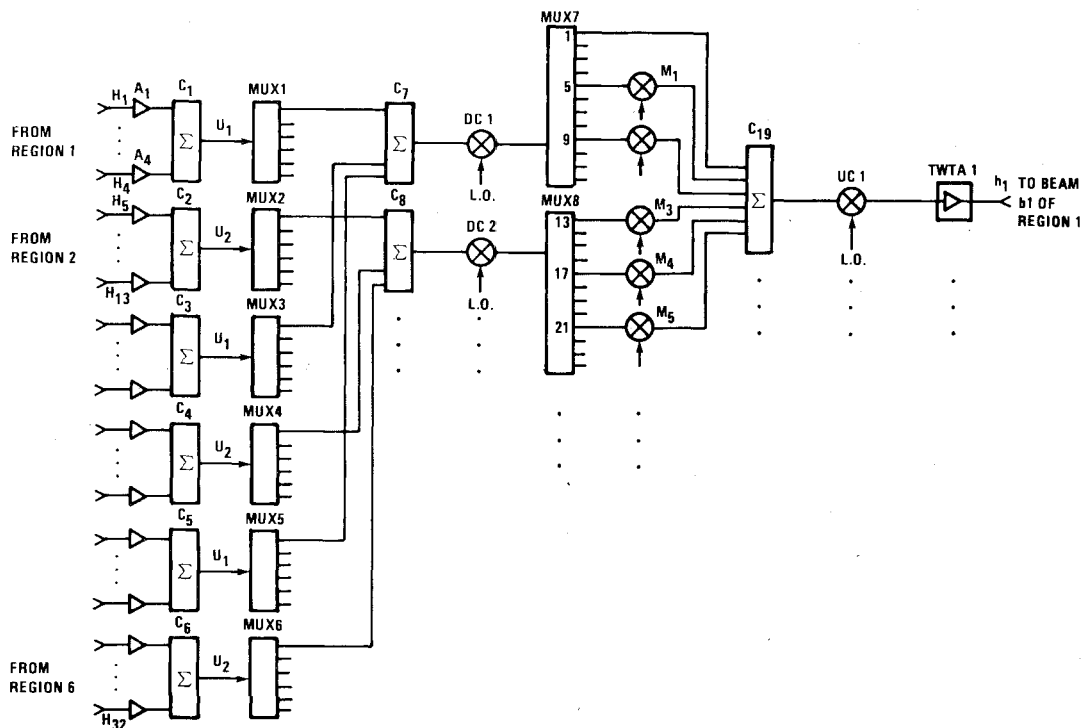 MUX7
1
H1 A1 C1 MUX1 C7
5 M1
FROM REGION 1
Σ U1
Σ DC 1
9
C19
A4
H4
L.O.
H5 C2 MUX2 C8 MUX8
13 M3
Σ UC 1 TWTA 1 h1 TO BEAM b1 OF REGION 1
FROM REGION 2
Σ U2
Σ DC 2
17 M4
L.O.
H13
L.O.
C3 MUX3
21 M5
Σ U1
C4 MUX4
Σ U2
C5 MUX5
Σ U1
C6 MUX6
FROM REGION 6
Σ U2
H32